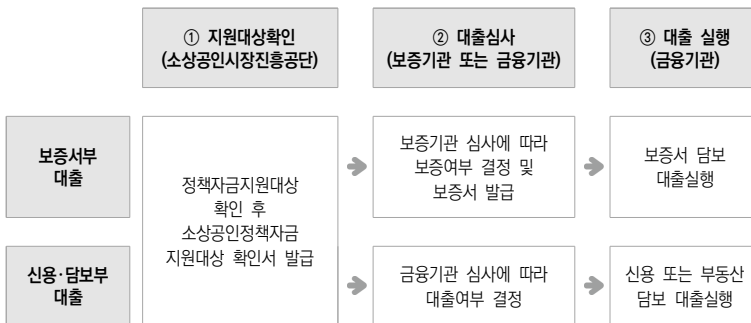 ① 지원대상확인
(소상공인시장진흥공단)
② 대출심사
(보증기관 또는 금융기관)
③ 대출 실행
(금융기관)
보증서부
대출
정책자금지원대상
확인 후
소상공인정책자금
지원대상 확인서 발급
보증기관 심사에 따라
보증여부 결정 및
보증서 발급
보증서 담보
대출실행
신용·담보부
대출
금융기관 심사에 따라
대출여부 결정
신용 또는 부동산
담보 대출실행